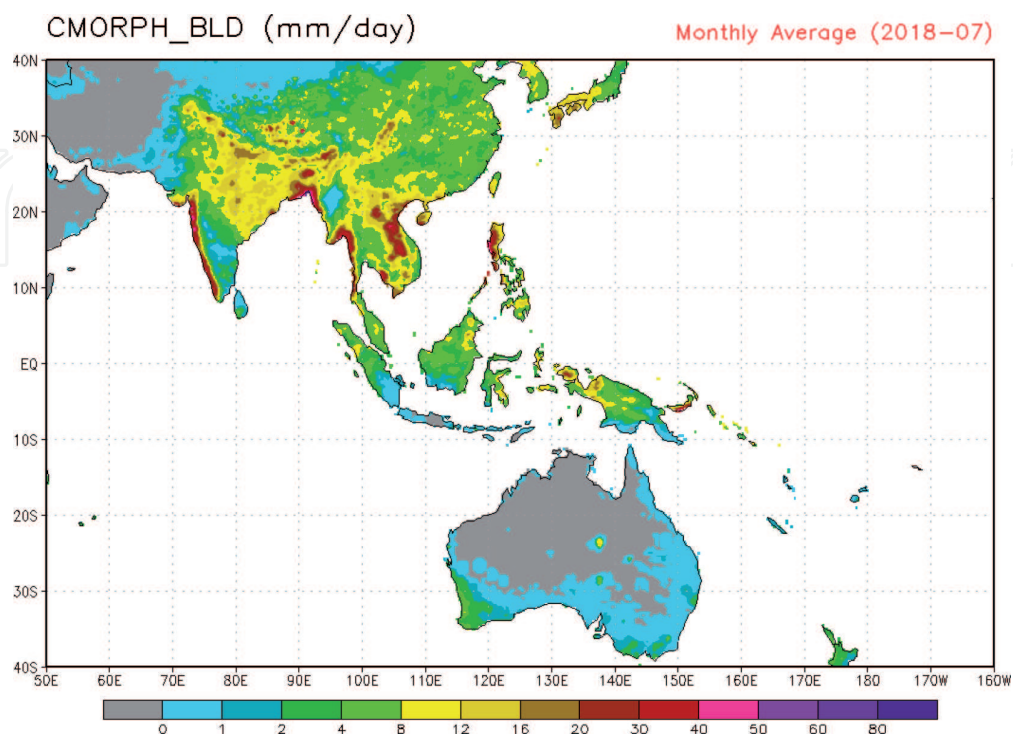 CMORPH_BLD (mm/day)
Monthly Average (2018-07)
40N
30N
20N
10N
EQ
10S
20S
30S
40S
50E 60E 70E 80E 90E 100E 110E 120E 130E 140E 150E 160E 170E 180 170W 160W
0 1 2 4 8 12 16 20 30 40 50 60 80